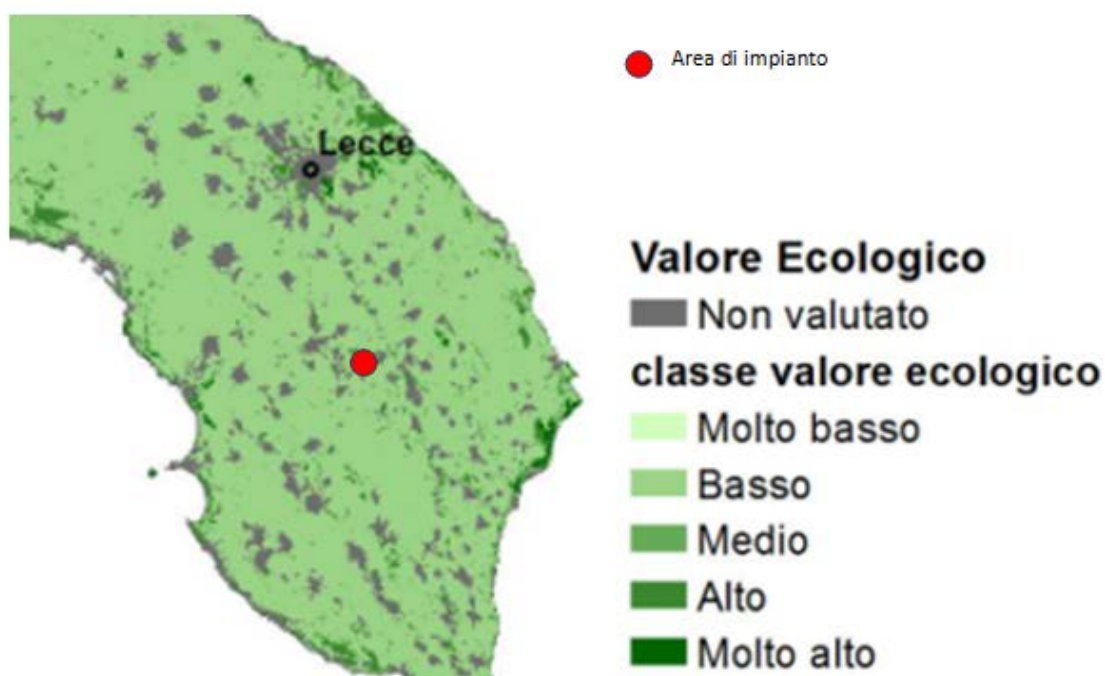 Area di impianto
Lecce
Valore Ecologico
Non valutato
classe valore ecologico
Molto basso
Basso
Medio
Alto
Molto alto